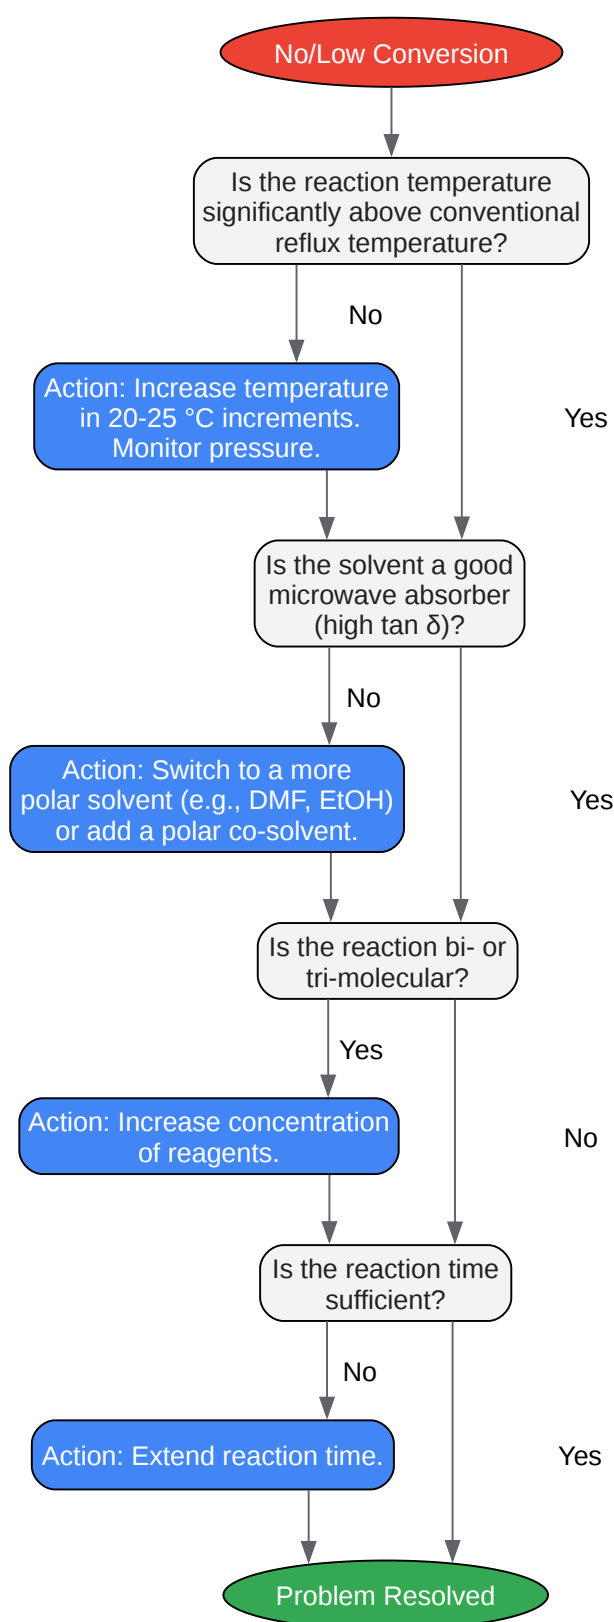 No/Low Conversion
Is the reaction temperature
significantly above conventional
reflux temperature?
No
Action: Increase temperature
in 20-25 °C increments.
Monitor pressure.
Yes
Is the solvent a good
microwave absorber
(high tan δ)?
No
Action: Switch to a more
polar solvent (e.g., DMF, EtOH)
or add a polar co-solvent.
Yes
Is the reaction bi- or
tri-molecular?
Yes
Action: Increase concentration
of reagents.
No
Is the reaction time
sufficient?
No
Action: Extend reaction time.
Yes
Problem Resolved